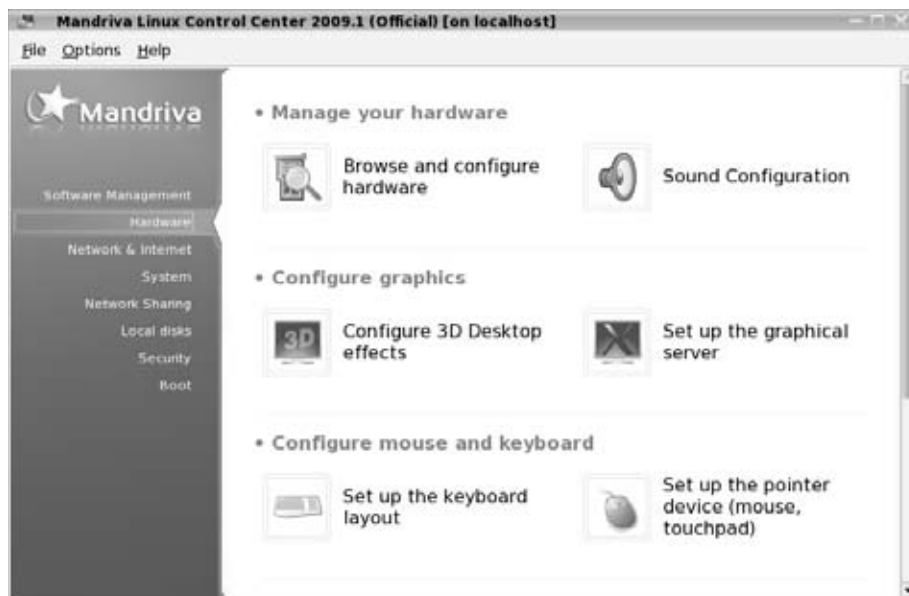 Mandriva Linux Control Center 2009.1 (Official) [on localhost]
File Options Help
Mandriva
Software Management
Hardware
Network & Internet
System
Network Sharing
Local disks
Security
Boot
• Manage your hardware
Browse and configure
hardware
Sound Configuration
• Configure graphics
3D
Configure 3D Desktop
effects
X
Set up the graphical
server
• Configure mouse and keyboard
Set up the keyboard
layout
Set up the pointer
device (mouse,
touchpad)